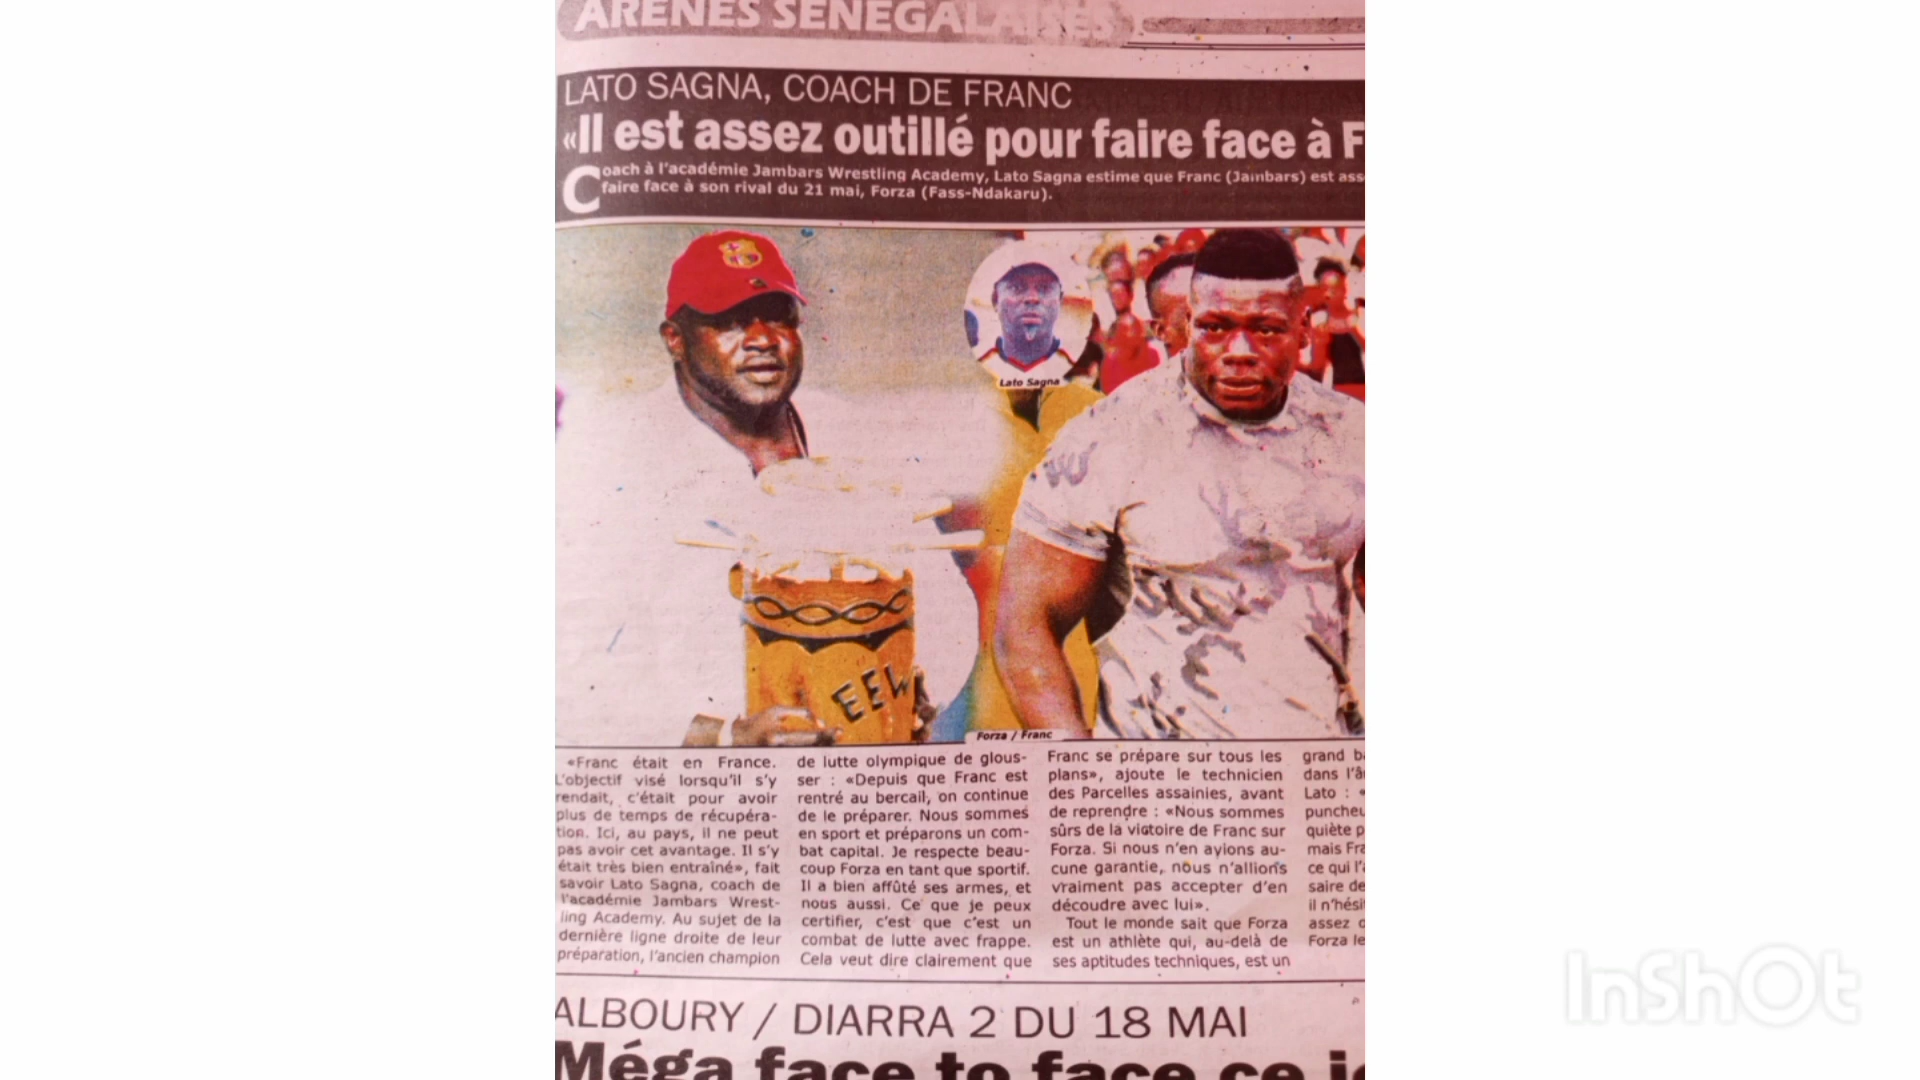 ARENES SENEGALAISES
LATO SAGNA, COACH DE FRANC
«Il est assez outillé pour faire face à F
Coach à l'académie Jambars Wrestling Academy, Lato Sagna estime que Franc (Jambars) est ass
faire face à son rival du 21 mai, Forza (Fass-Ndakaru).
Lato Sagna
EEW
Forza / Franc
«Franc était en France.
L'objectif visé lorsqu'il s'y
rendait, c'était pour avoir
plus de temps de récupéra-
tion. Ici, au pays, il ne peut
pas avoir cet avantage. Il s'y
était très bien entraîné», fait
savoir Lato Sagna, coach de
l'académie Jambars Wrest-
ling Academy. Au sujet de la
dernière ligne droite de leur
préparation, l'ancien champion
de lutte olympique de glous-
ser : «Depuis que Franc est
rentré au bercail, on continue
de le préparer. Nous sommes
en sport et préparons un com-
bat capital. Je respecte beau-
coup Forza en tant que sportif.
Il a bien affûté ses armes, et
nous aussi. Ce que je peux
certifier, c'est que c'est un
combat de lutte avec frappe.
Cela veut dire clairement que
Franc se prépare sur tous les
plans», ajoute le technicien
des Parcelles assainies, avant
de reprendre : «Nous sommes
sûrs de la victoire de Franc sur
Forza. Si nous n'en ayions au-
cune garantie, nous n'allions
vraiment pas accepter d'en
découdre avec lui».
Tout le monde sait que Forza
est un athlète qui, au-delà de
ses aptitudes techniques, est un
grand ba
dans l'â
Lato : «
puncheu
quiète p
mais Fra
ce qui l'a
saire de
il n'hésit
assez o
Forza le
ALBOURY / DIARRA 2 DU 18 MAI
Méga face to face ce j
InShOt